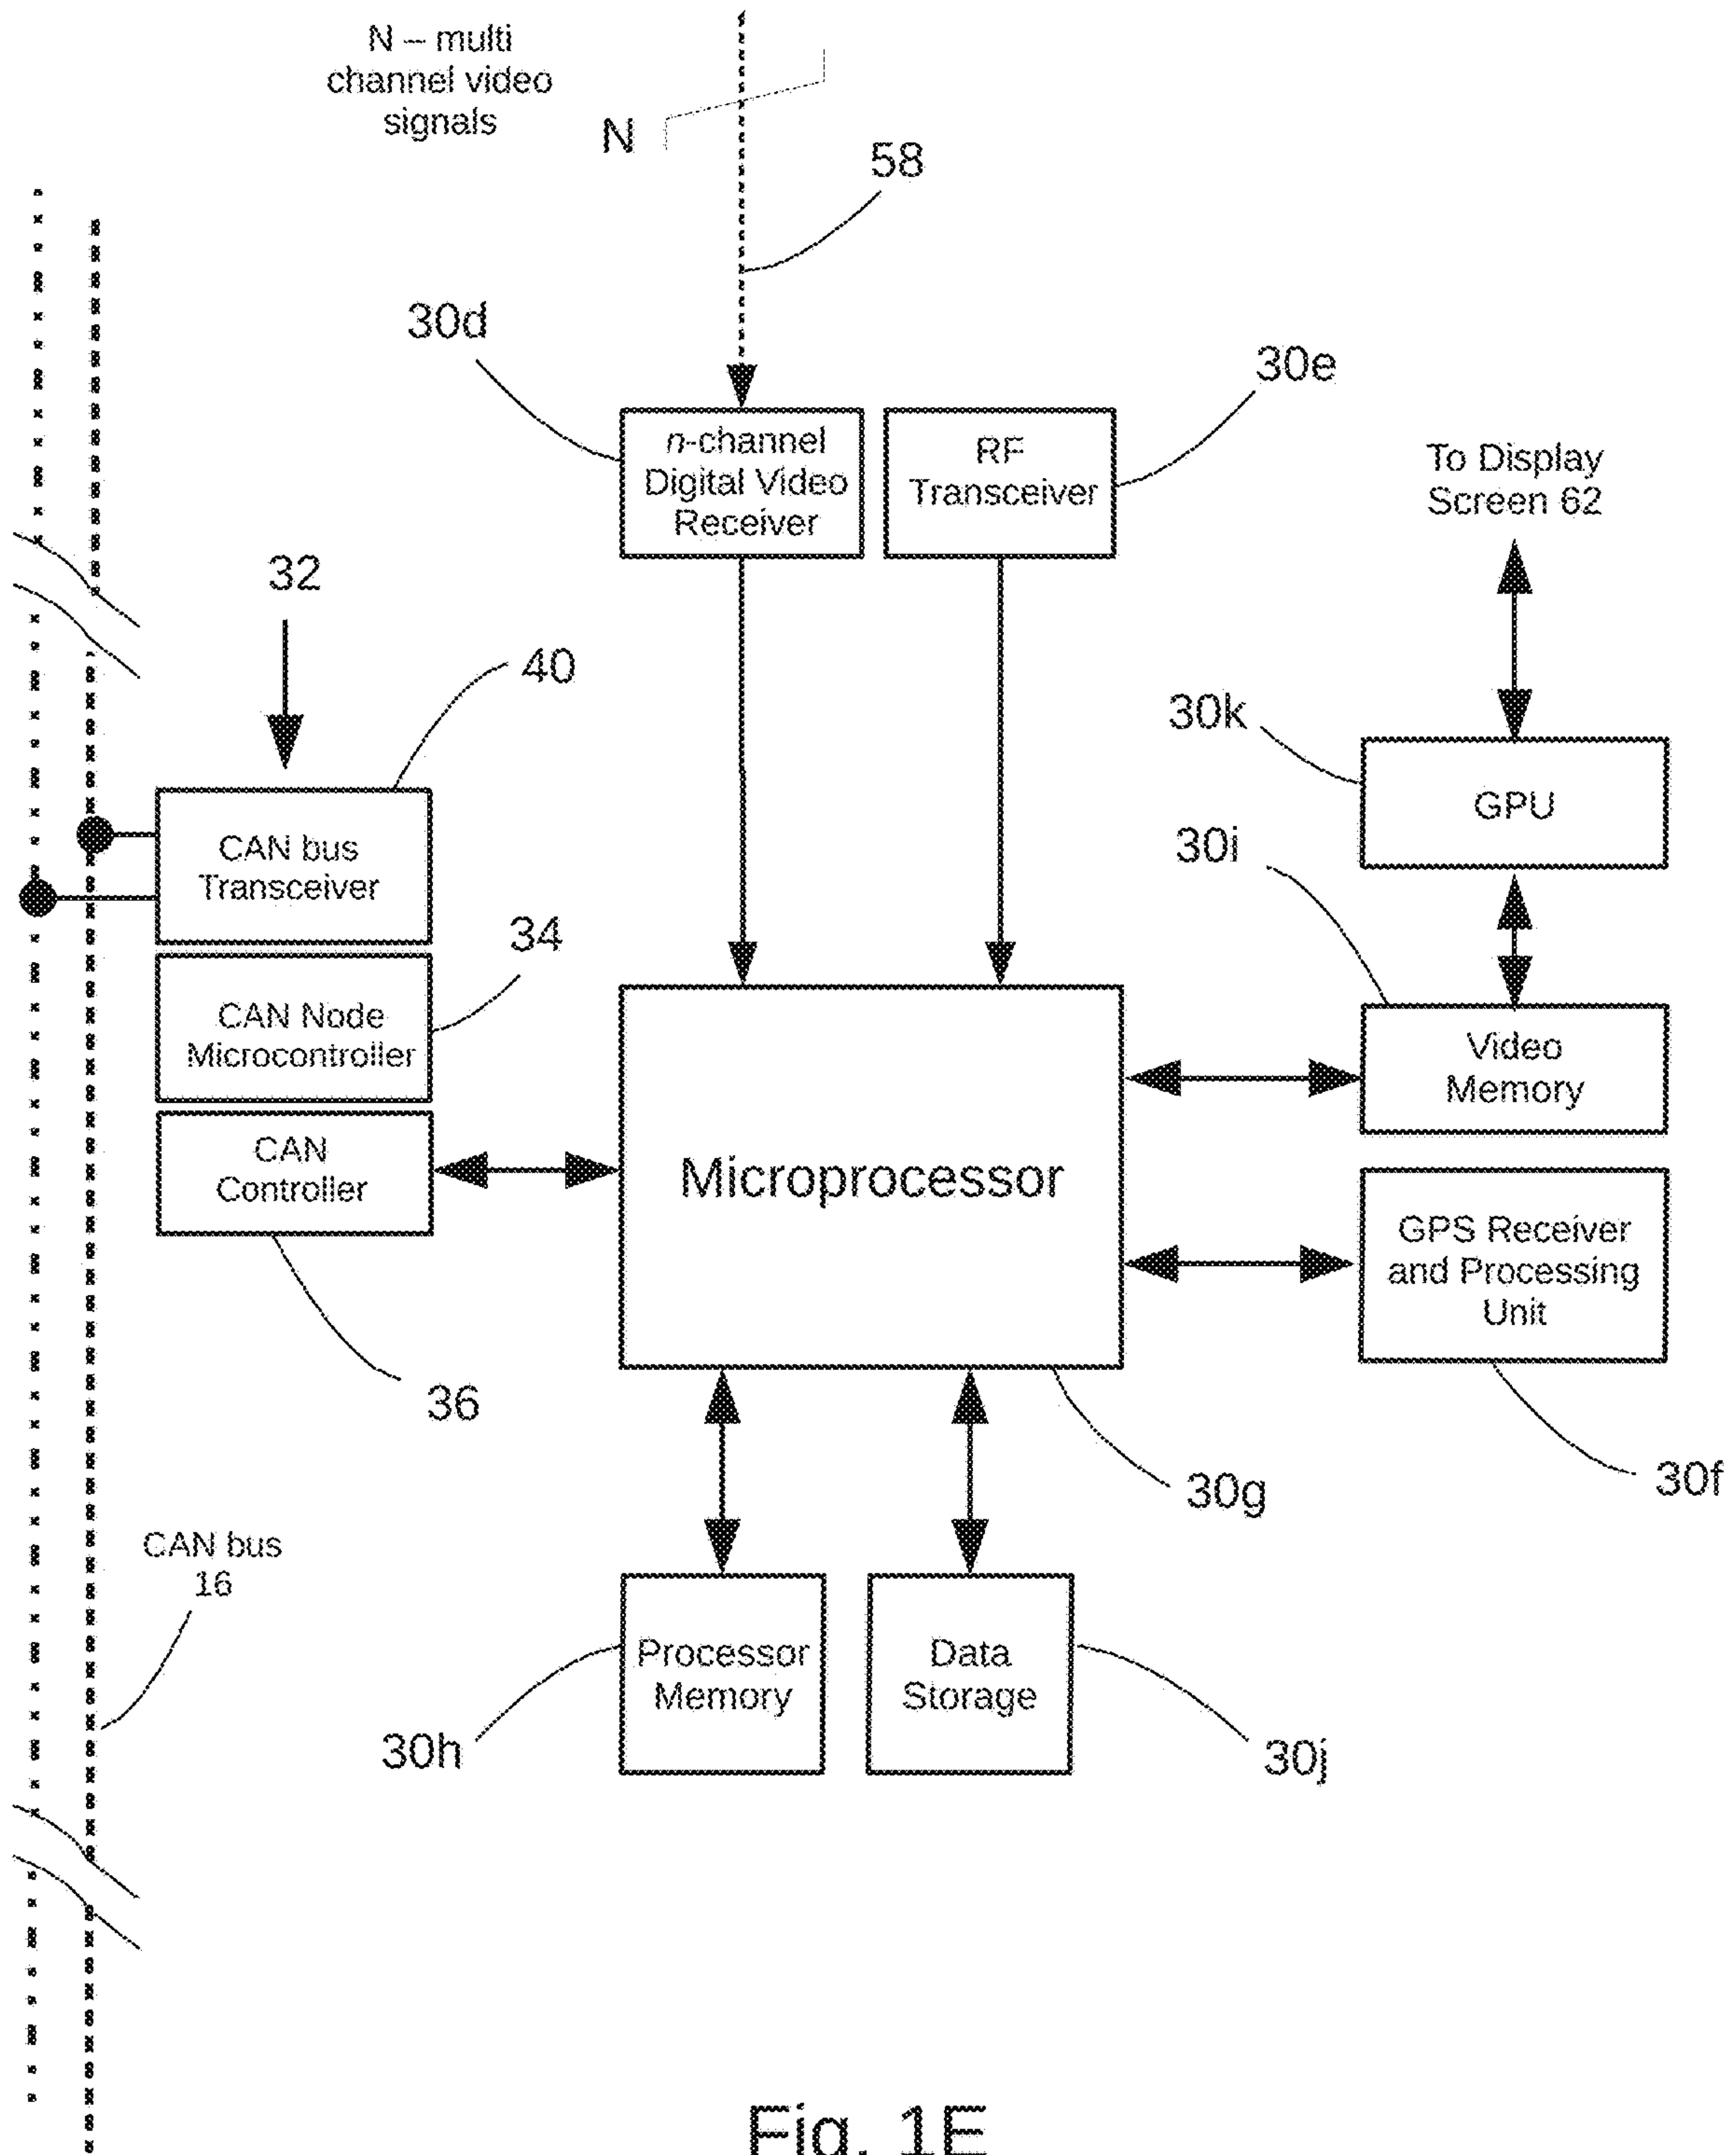 N – multi
channel video
signals
N
58
30d
30e
n-channel
Digital Video
Receiver
RF
Transceiver
To Display
Screen 62
32
40
30k
GPU
30i
CAN bus
Transceiver
34
CAN Node
Microcontroller
Video
Memory
CAN
Controller
Microprocessor
GPS Receiver
and Processing
Unit
36
30g
30f
CAN bus
16
Processor
Memory
Data
Storage
30h
30j
Fig. 1E